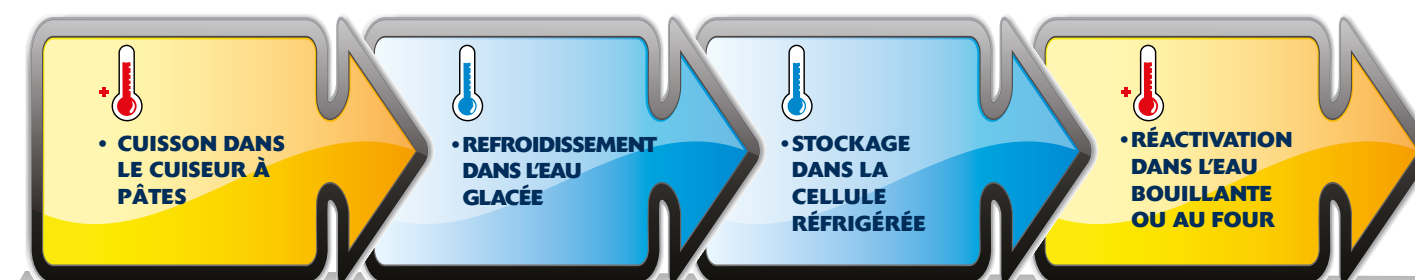 • CUISSON DANS
LE CUISEUR À
PÂTES
• REFROIDISSEMENT
DANS L'EAU
GLACÉE
• STOCKAGE
DANS LA
CELLULE
RÉFRIGÉRÉE
• RÉACTIVATION
DANS L'EAU
BOUILLANTE
OU AU FOUR